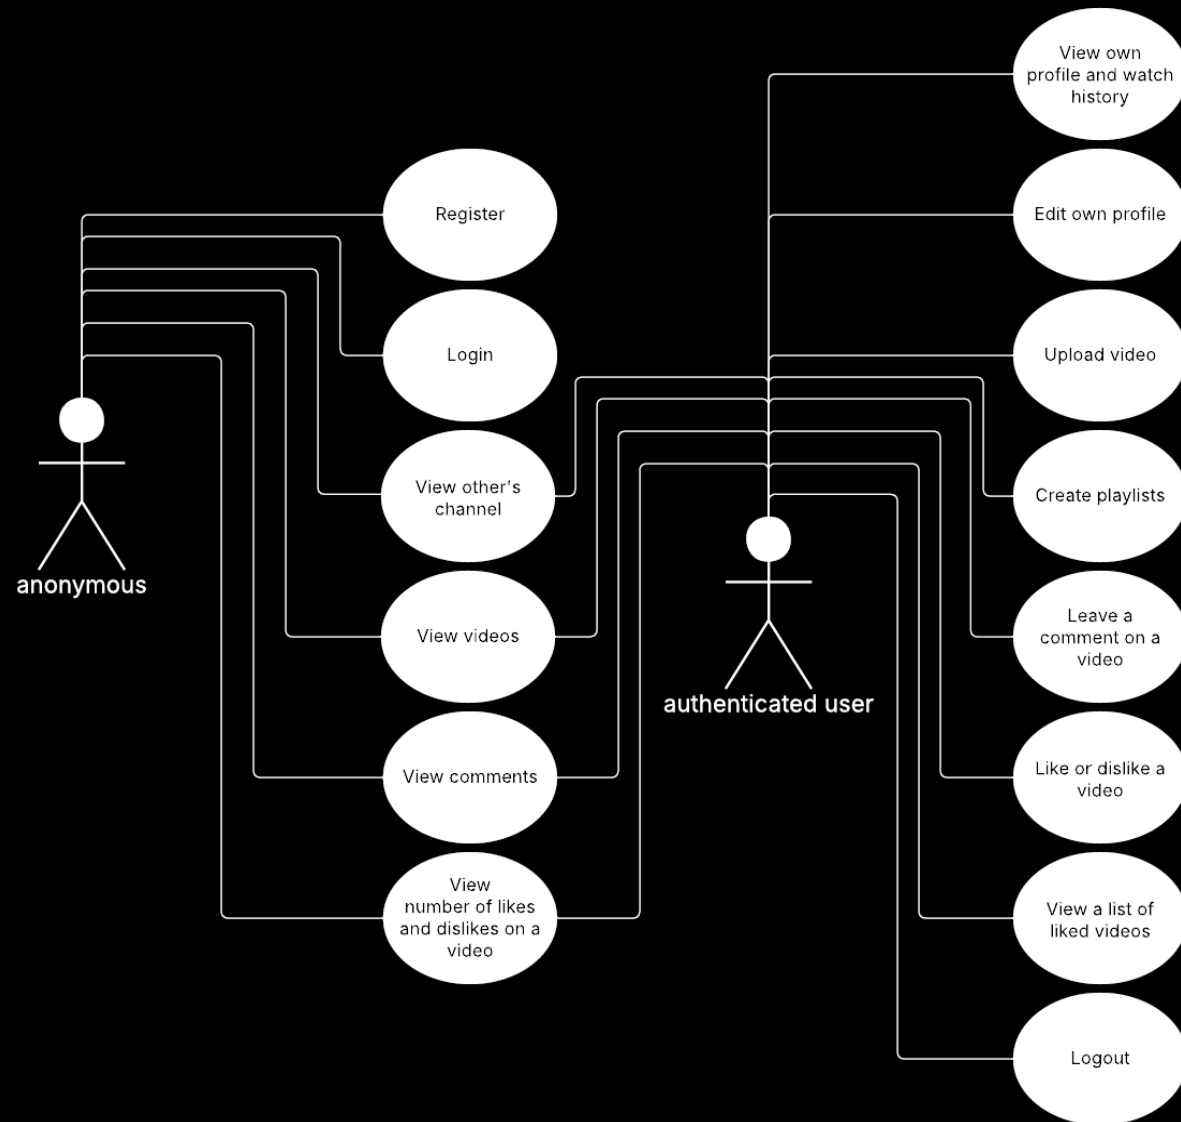 View own
profile and watch
history
Register
Edit own profile
Login
Upload video
View other's
channel
Create playlists
anonymous
View videos
Leave a
comment on a
video
authenticated user
View comments
Like or dislike a
video
View
number of likes
and dislikes on a
video
View a list of
liked videos
Logout